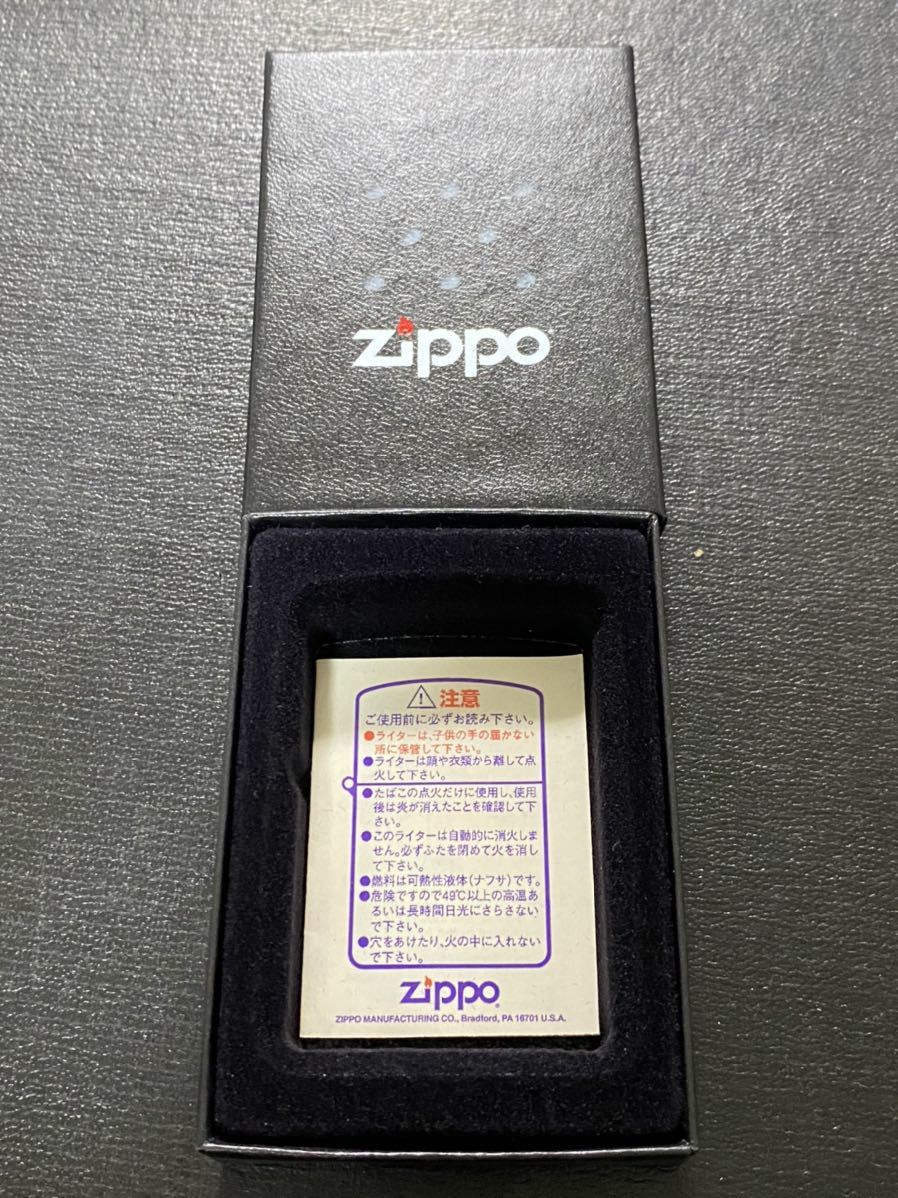 zippo
注意
ご使用前に必ずお読み下さい。
●ライターは、子供の手の届かない
所に保管して下さい。
●ライターは顔や衣類から離して点
火して下さい。
●たばこの点火だけに使用し、使用
後は炎が消えたことを確認して下
さい。
●このライターは自動的に消火しま
せん。必ずふたを閉めて火を消し
て下さい。
●燃料は可熱性液体(ナフサ)です。
●危険ですので49℃以上の高温あ
るいは長時間日光にさらさない
で下さい。
●穴をあけたり、火の中に入れない
で下さい。
zippo
ZIPPO MANUFACTURING CO., Bradford, PA 16701 U.S.A.